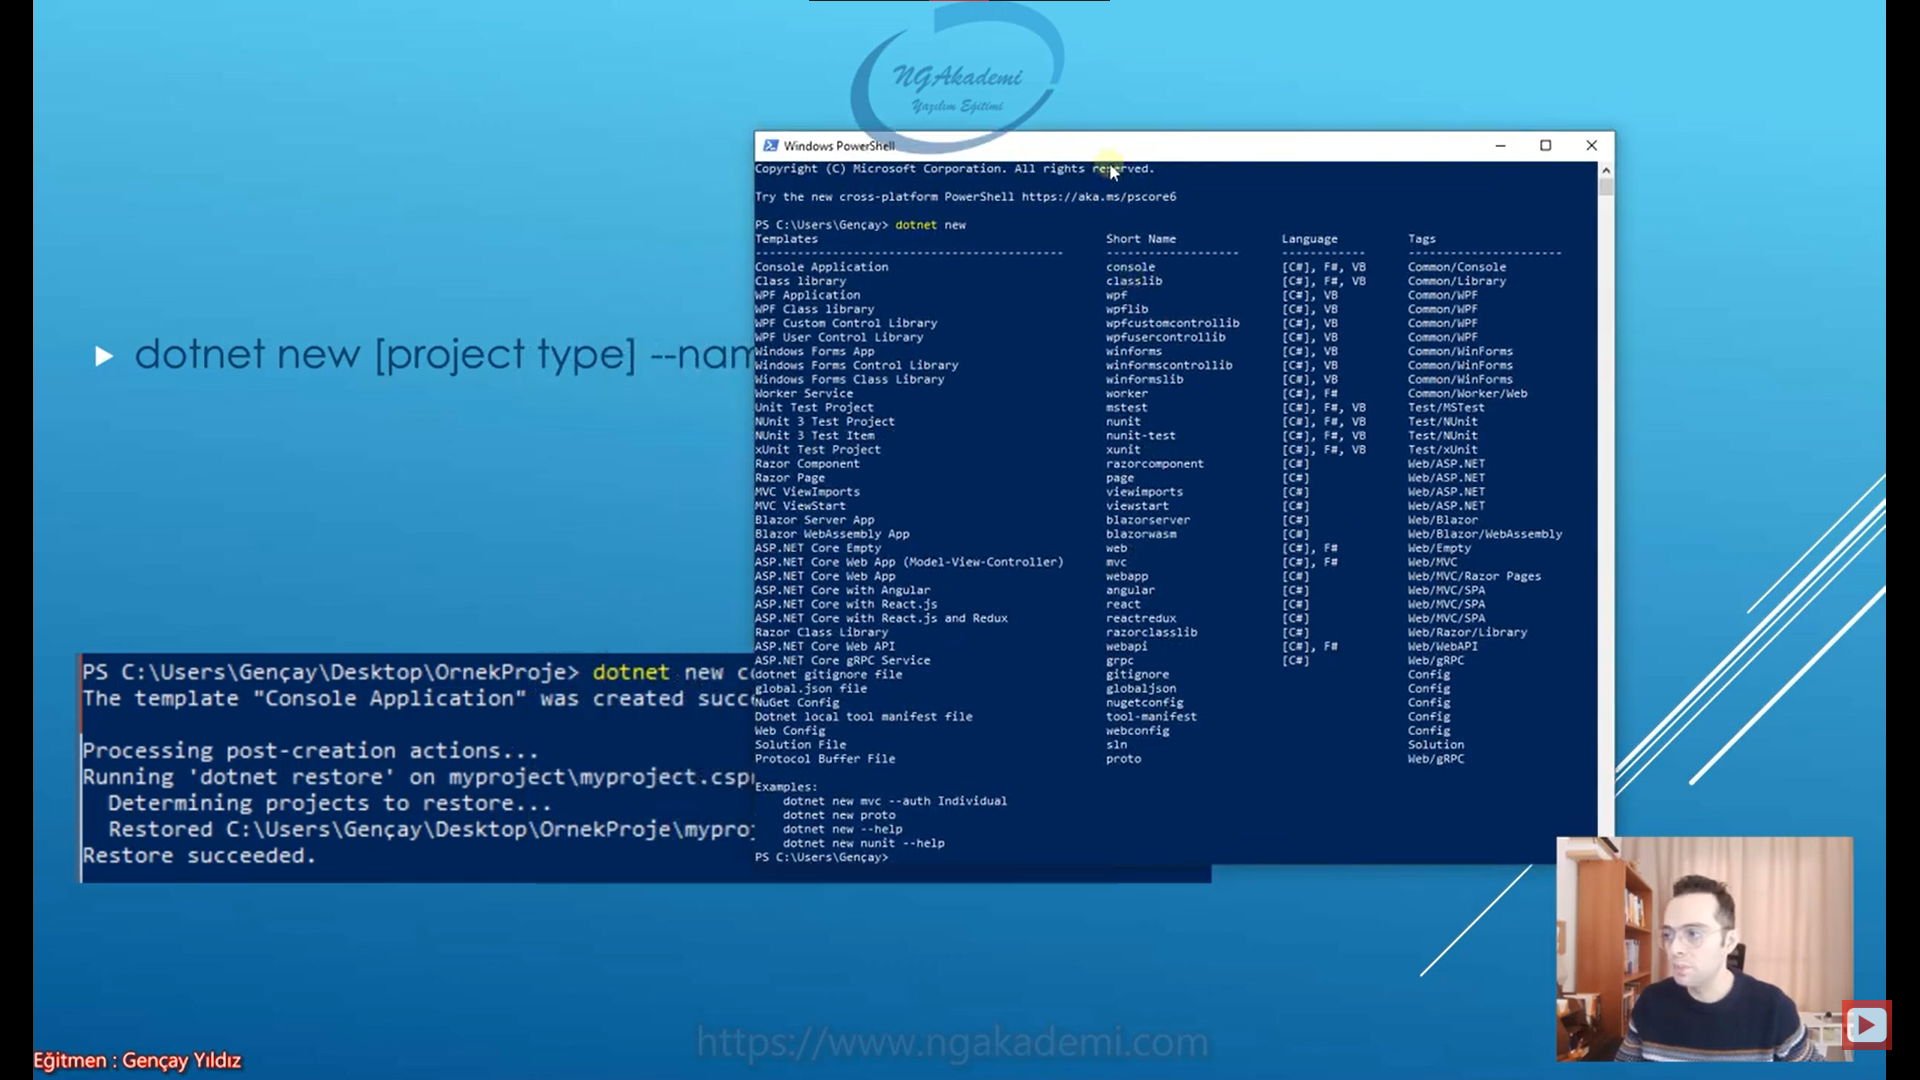 NGAkademi
Yazılım Eğitimi
dotnet new [project type] --nam
Windows PowerShell
Copyright (C) Microsoft Corporation. All rights reserved.
Try the new cross-platform PowerShell https://aka.ms/pscore6
PS C:\Users\Gençay> dotnet new
Templates Short Name Language Tags
Console Application console [C#], F#, VB Common/Console
Class library classlib [C#], F#, VB Common/Library
WPF Application wpf [C#], VB Common/WPF
WPF Class library wpflib [C#], VB Common/WPF
WPF Custom Control Library wpfcustomcontrollib [C#], VB Common/WPF
WPF User Control Library wpfusercontrollib [C#], VB Common/WPF
Windows Forms App winforms [C#], VB Common/WinForms
Windows Forms Control Library winformscontrollib [C#], VB Common/WinForms
Windows Forms Class Library winformslib [C#], VB Common/WinForms
Worker Service worker [C#], F# Common/Worker/Web
Unit Test Project mstest [C#], F#, VB Test/MSTest
NUnit 3 Test Project nunit [C#], F#, VB Test/NUnit
NUnit 3 Test Item nunit-test [C#], F#, VB Test/NUnit
xUnit Test Project xunit [C#], F#, VB Test/xUnit
Razor Component razorcomponent [C#] Web/ASP.NET
Razor Page page [C#] Web/ASP.NET
MVC ViewImports viewimports [C#] Web/ASP.NET
MVC ViewStart viewstart [C#] Web/ASP.NET
Blazor Server App blazorserver [C#] Web/Blazor
Blazor WebAssembly App blazorwasm [C#] Web/Blazor/WebAssembly
ASP.NET Core Empty web [C#], F# Web/Empty
ASP.NET Core Web App (Model-View-Controller) mvc [C#], F# Web/MVC
ASP.NET Core Web App webapp [C#] Web/MVC/Razor Pages
ASP.NET Core with Angular angular [C#] Web/MVC/SPA
ASP.NET Core with React.js react [C#] Web/MVC/SPA
ASP.NET Core with React.js and Redux reactredux [C#] Web/MVC/SPA
Razor Class Library razorclasslib [C#] Web/Razor/Library
ASP.NET Core Web API webapi [C#], F# Web/WebAPI
ASP.NET Core gRPC Service grpc [C#] Web/gRPC
dotnet gitignore file gitignore Config
global.json file globaljson Config
NuGet Config nugetconfig Config
Dotnet local tool manifest file tool-manifest Config
Web Config webconfig Config
Solution File sln Solution
Protocol Buffer File proto Web/gRPC
Examples:
dotnet new mvc --auth Individual
dotnet new proto
dotnet new --help
dotnet new nunit --help
PS C:\Users\Gençay>
PS C:\Users\Gençay\Desktop\OrnekProje> dotnet new co
The template "Console Application" was created succe
Processing post-creation actions...
Running 'dotnet restore' on myproject\myproject.csp
Determining projects to restore...
Restored C:\Users\Gençay\Desktop\OrnekProje\myproj
Restore succeeded.
https://www.ngakademi.com
Eğitmen : Gençay Yıldız